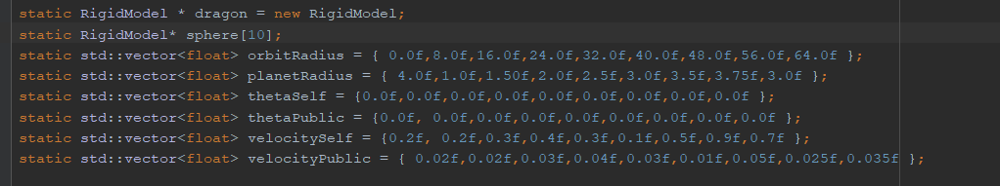 static RigidModel * dragon = new RigidModel;
static RigidModel* sphere[10];
static std::vector<float> orbitRadius = { 0.0f,8.0f,16.0f,24.0f,32.0f,40.0f,48.0f,56.0f,64.0f };
static std::vector<float> planetRadius = { 4.0f,1.0f,1.50f,2.0f,2.5f,3.0f,3.5f,3.75f,3.0f };
static std::vector<float> thetaSelf = {0.0f,0.0f,0.0f,0.0f,0.0f,0.0f,0.0f,0.0f,0.0f };
static std::vector<float> thetaPublic = {0.0f, 0.0f,0.0f,0.0f,0.0f,0.0f,0.0f,0.0f,0.0f };
static std::vector<float> velocitySelf = {0.2f, 0.2f,0.3f,0.4f,0.3f,0.1f,0.5f,0.9f,0.7f };
static std::vector<float> velocityPublic = { 0.02f,0.02f,0.03f,0.04f,0.03f,0.01f,0.05f,0.025f,0.035f };